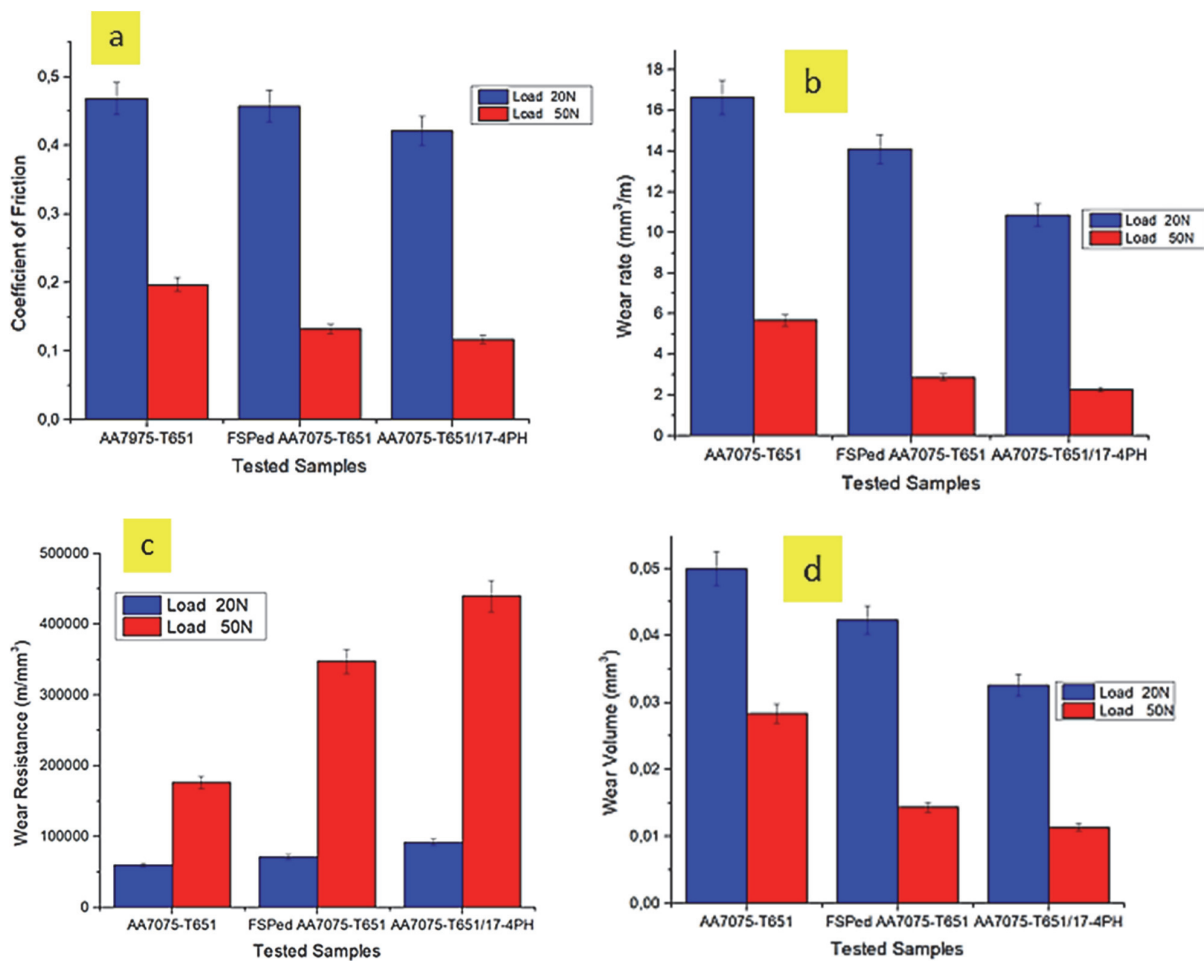 a
0,5
0,4
0,3
0,2
0,1
0,0
Coefficient of Friction
Load 20N
Load 50N
AA7975-T651 FSPed AA7075-T651 AA7075-T651/17-4PH
Tested Samples
b
18
16
14
12
10
8
6
4
2
0
Wear rate (mm³/m)
Load 20N
Load 50N
AA7075-T651 FSPed AA7075-T651 AA7075-T651/17-4PH
Tested Samples
c
500000
400000
300000
200000
100000
0
Wear Resistance (m/mm³)
Load 20N
Load 50N
AA7075-T651 FSPed AA7075-T651 AA7075-T651/17-4PH
Tested Samples
d
0,05
0,04
0,03
0,02
0,01
0,00
Wear Volume (mm³)
Load 20N
Load 50N
AA7075-T651 FSPed AA7075-T651 AA7075-T651/17-4PH
Tested Samples